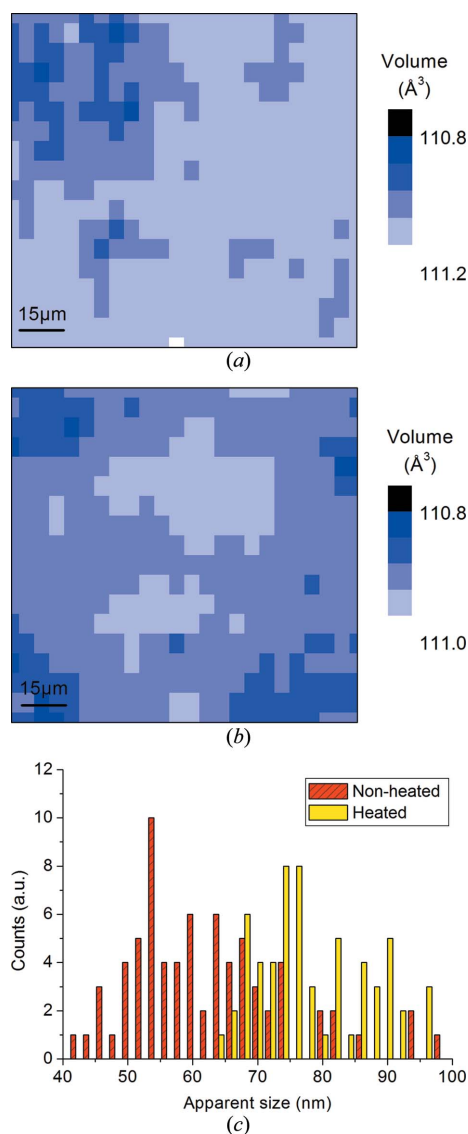 Volume
(Å³)
110.8
111.2
15µm
(a)
Volume
(Å³)
110.8
111.0
15µm
(b)
12
10
8
6
4
2
0
Counts (a.u.)
Non-heated
Heated
40 50 60 70 80 90 100
Apparent size (nm)
(c)